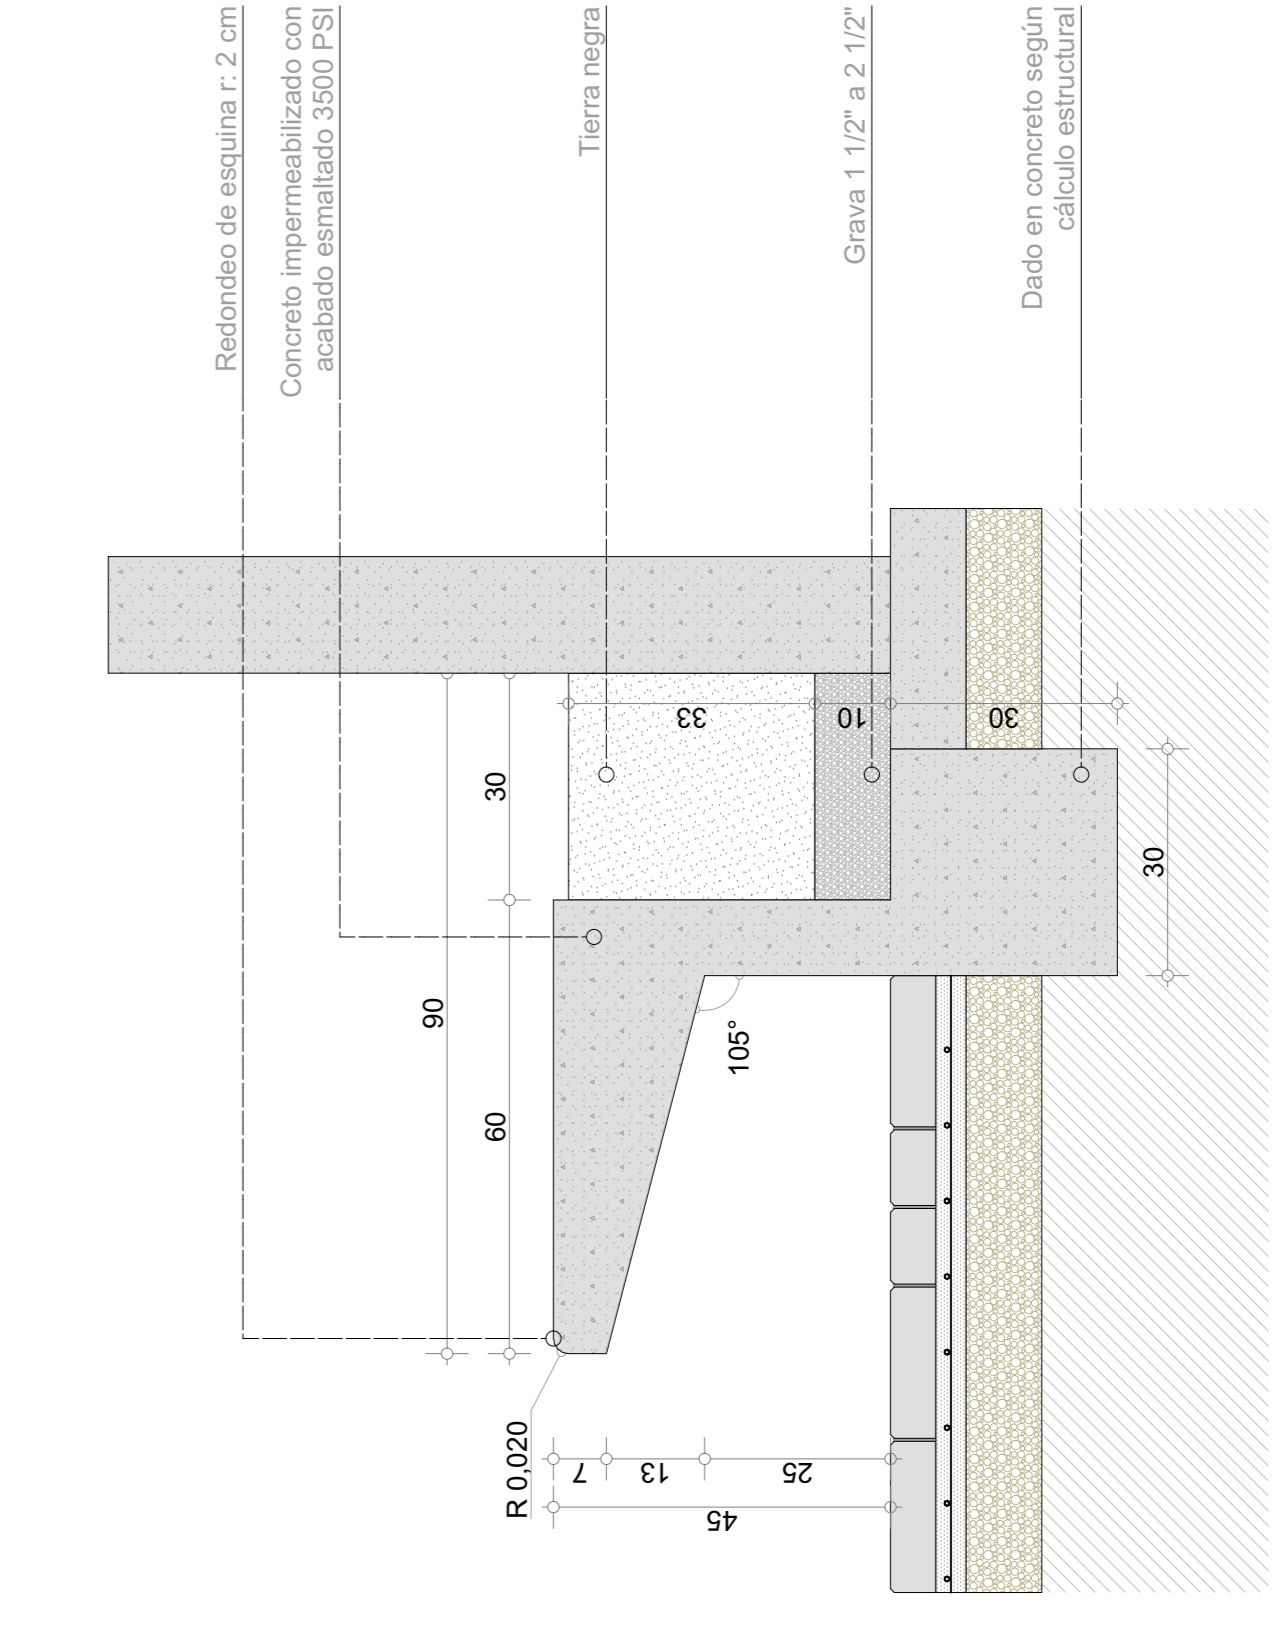 Redondeo de esquina r: 2 cm
Concreto impermeabilizado con
acabado esmaltado 3500 PSI
Tierra negra
Grava 1 1/2" a 2 1/2"
Dado en concreto según
cálculo estructural
90
30
60
33
10
30
30
105°
R 0,020
7
13
25
45